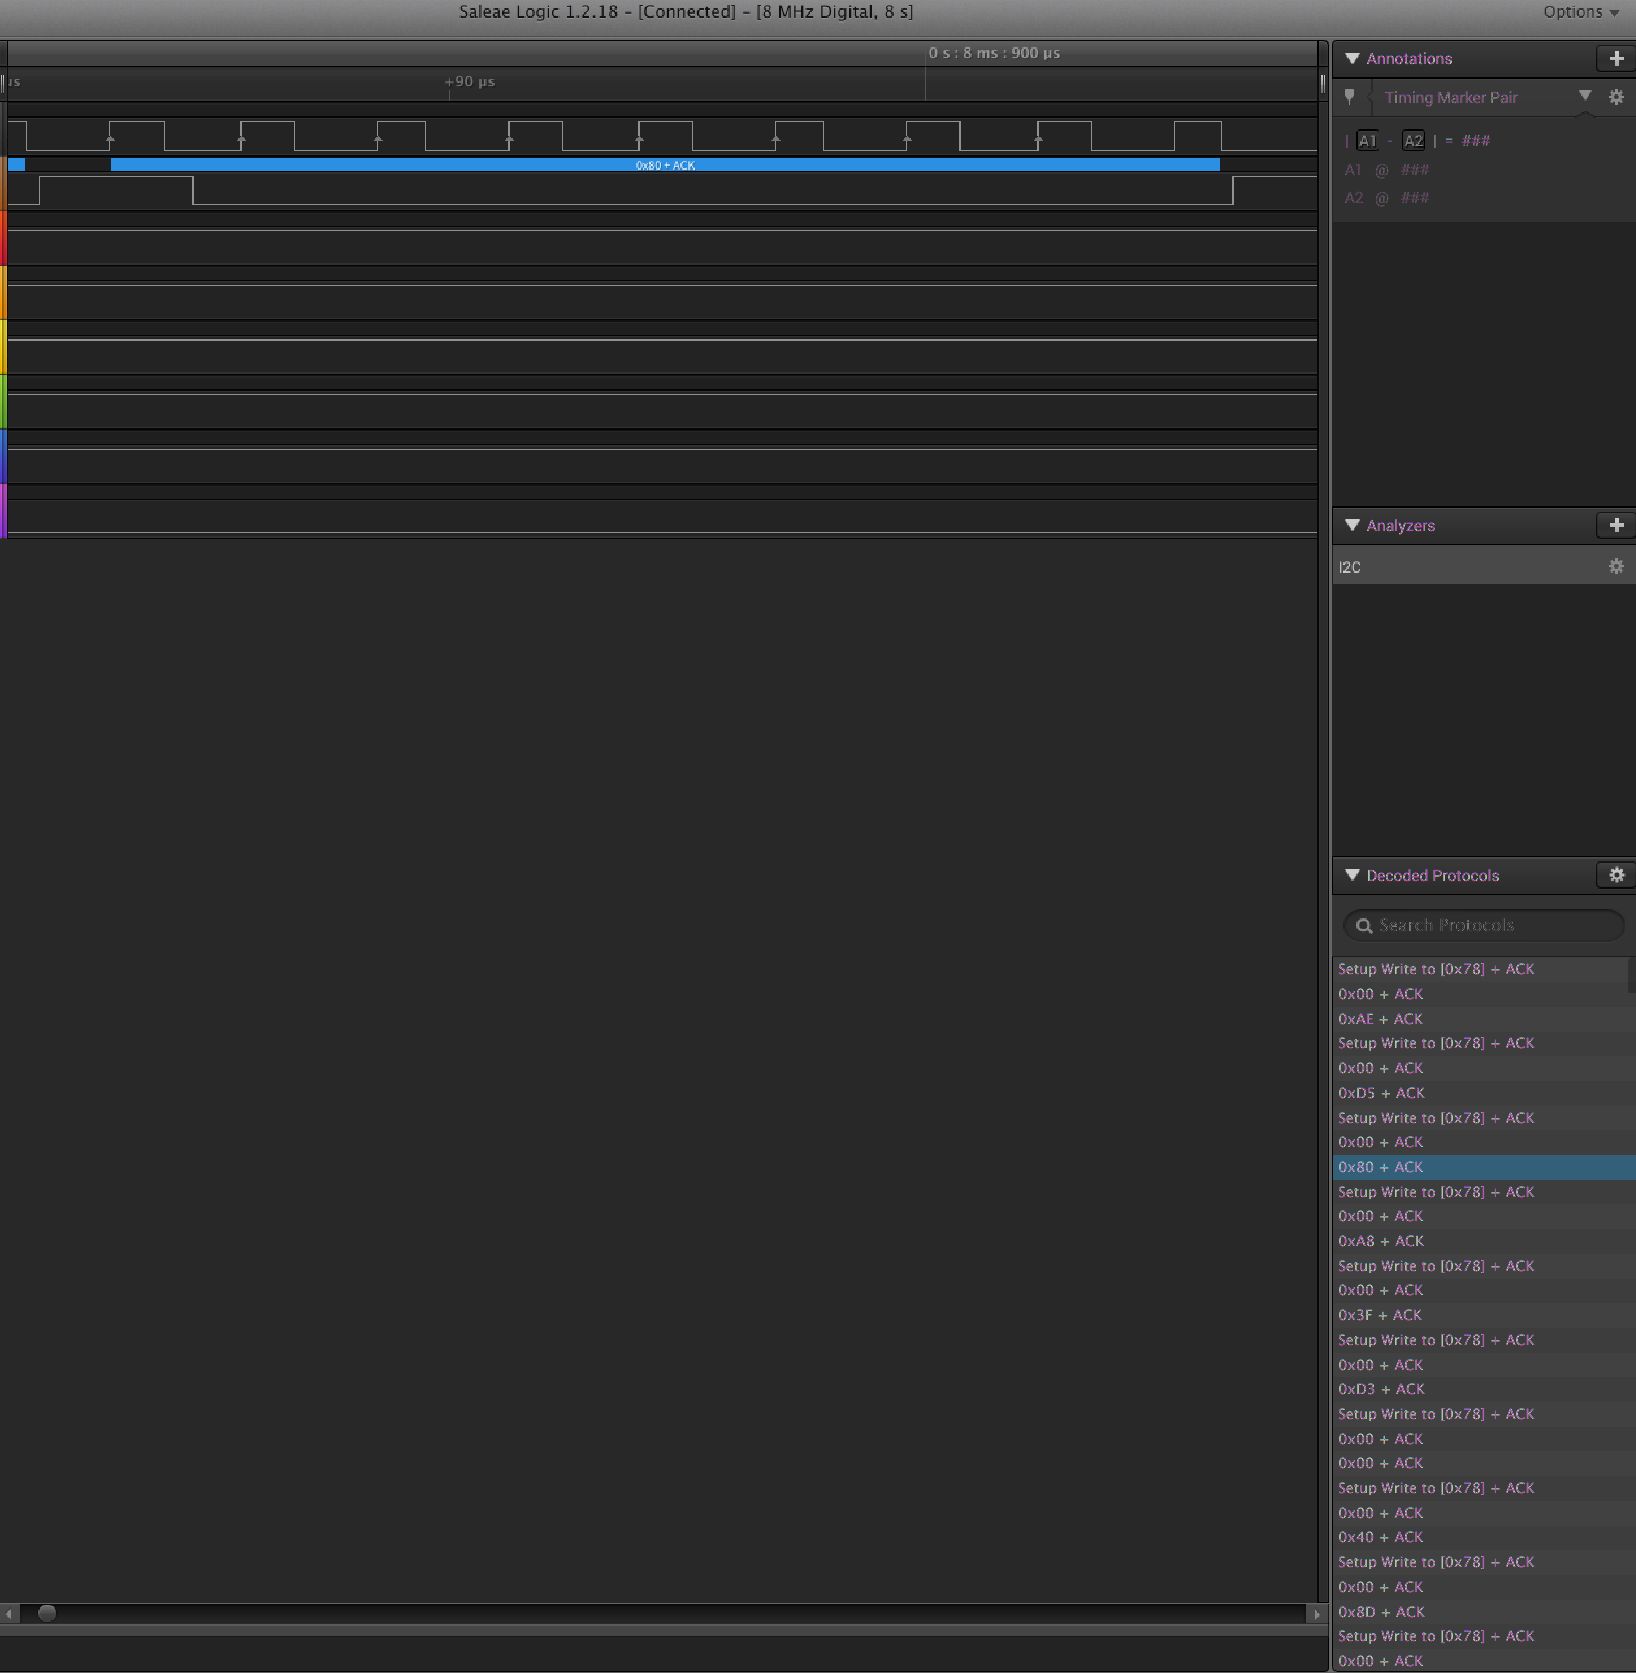 Saleae Logic 1.2.18 - [Connected] - [8 MHz Digital, 8 s]
Options
0 s : 8 ms : 900 µs
µs
+90 µs
0x80 + ACK
Annotations
Timing Marker Pair
| A1 - A2 | = ###
A1 @ ###
A2 @ ###
Analyzers
I2C
Decoded Protocols
Search Protocols
Setup Write to [0x78] + ACK
0x00 + ACK
0xAE + ACK
Setup Write to [0x78] + ACK
0x00 + ACK
0xD5 + ACK
Setup Write to [0x78] + ACK
0x00 + ACK
0x80 + ACK
Setup Write to [0x78] + ACK
0x00 + ACK
0xA8 + ACK
Setup Write to [0x78] + ACK
0x00 + ACK
0x3F + ACK
Setup Write to [0x78] + ACK
0x00 + ACK
0xD3 + ACK
Setup Write to [0x78] + ACK
0x00 + ACK
0x00 + ACK
Setup Write to [0x78] + ACK
0x00 + ACK
0x40 + ACK
Setup Write to [0x78] + ACK
0x00 + ACK
0x8D + ACK
Setup Write to [0x78] + ACK
0x00 + ACK